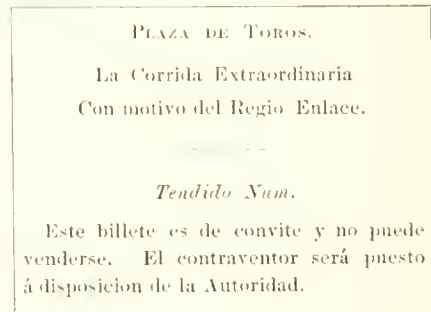 PLAZA DE TOROS.
La Corrida Extraordinaria
Con motivo del Regio Enlace.
Tendido Num.
Este billete es de convite y no puede
venderse. El contraventor será puesto
á disposicion de la Autoridad.